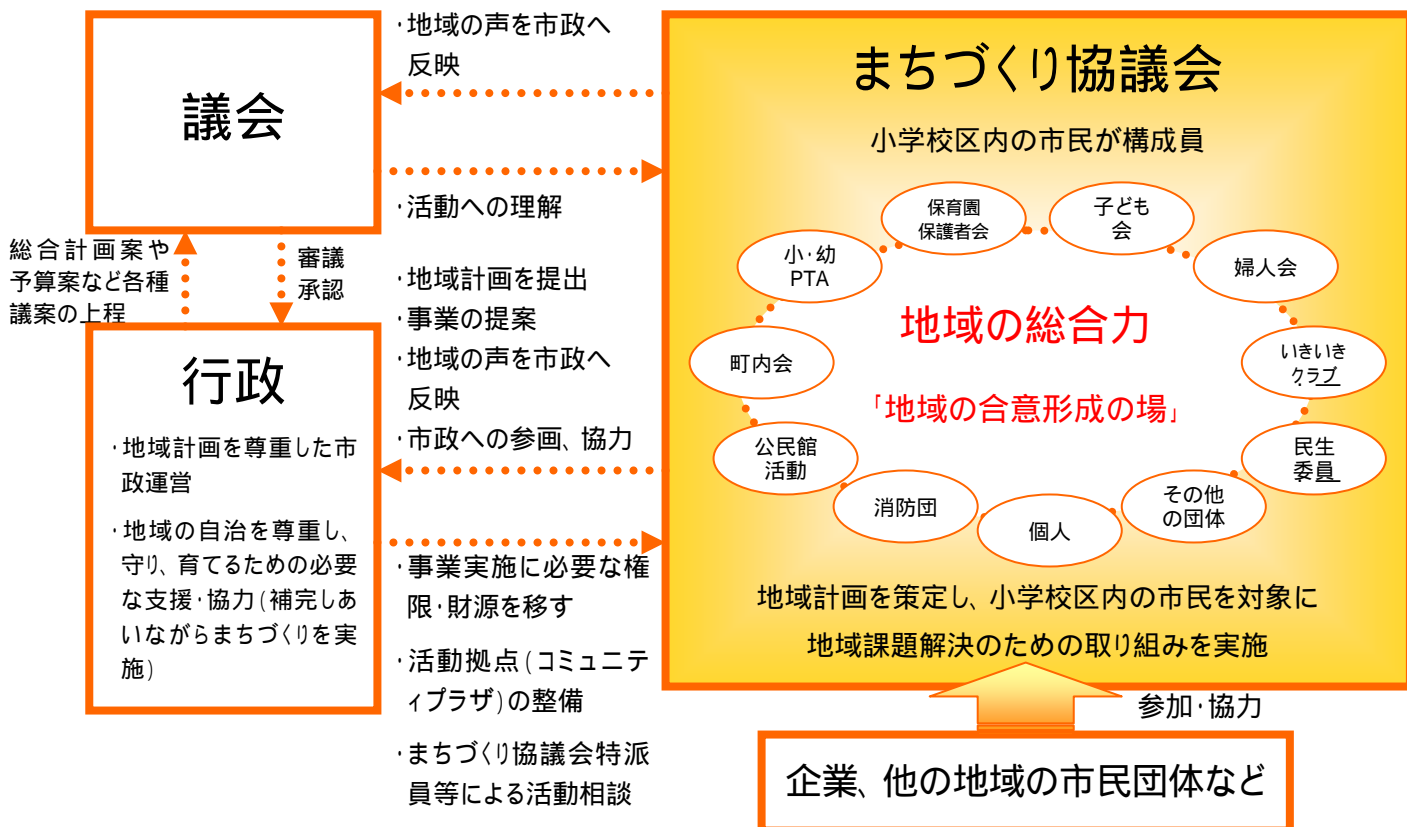 議会
・地域の声を市政へ
反映
・活動への理解
総合計画案や
予算案など各種
議案の上程
審議
承認
行政
・地域計画を尊重した市
政運営
・地域の自治を尊重し、
守り、育てるための必要
な支援・協力(補完しあ
いながらまちづくりを実
施)
・地域計画を提出
・事業の提案
・地域の声を市政へ
反映
・市政への参画、協力
・事業実施に必要な権
限・財源を移す
・活動拠点(コミュニテ
ィプラザ)の整備
・まちづくり協議会特派
員等による活動相談
まちづくり協議会
小学校区内の市民が構成員
保育園
保護者会
子ども
会
小・幼
PTA
婦人会
町内会
いきいき
クラブ
公民館
活動
民生
委員
消防団
その他
の団体
個人
地域の総合力
「地域の合意形成の場」
地域計画を策定し、小学校区内の市民を対象に
地域課題解決のための取り組みを実施
参加・協力
企業、他の地域の市民団体など